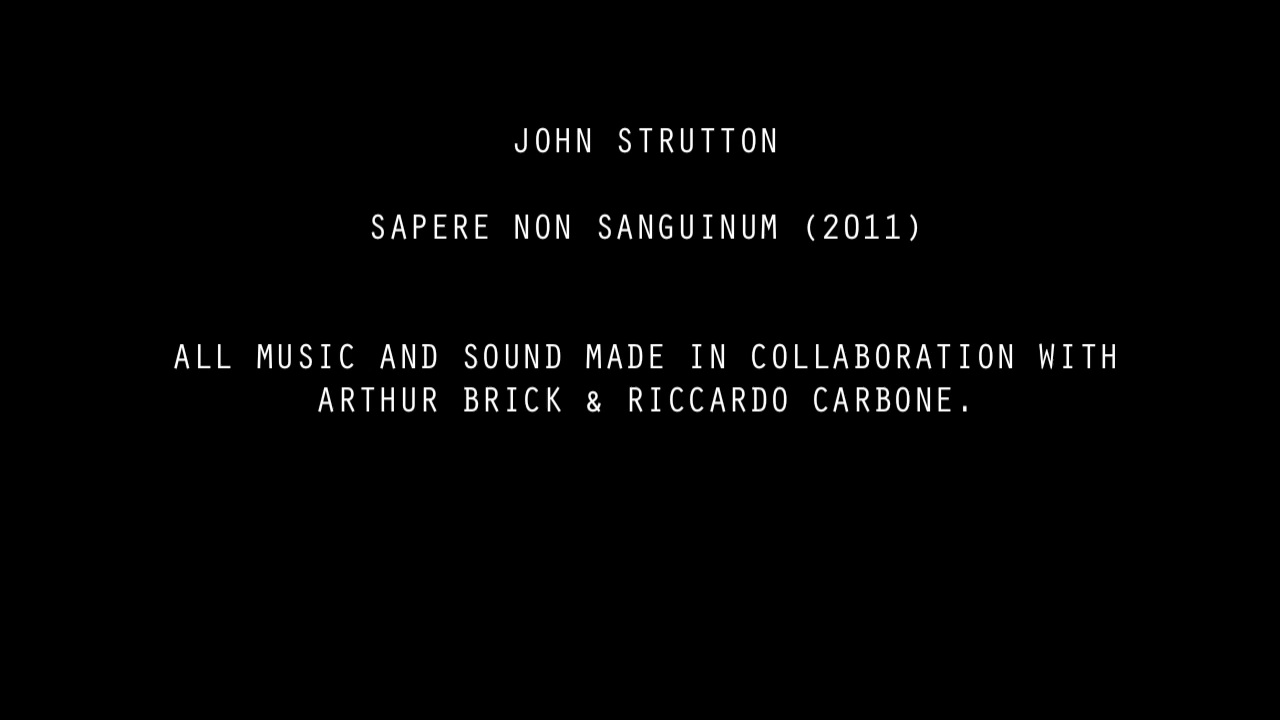 JOHN STRUTTON
SAPERE NON SANGUINUM (2011)
ALL MUSIC AND SOUND MADE IN COLLABORATION WITH
ARTHUR BRICK & RICCARDO CARBONE.